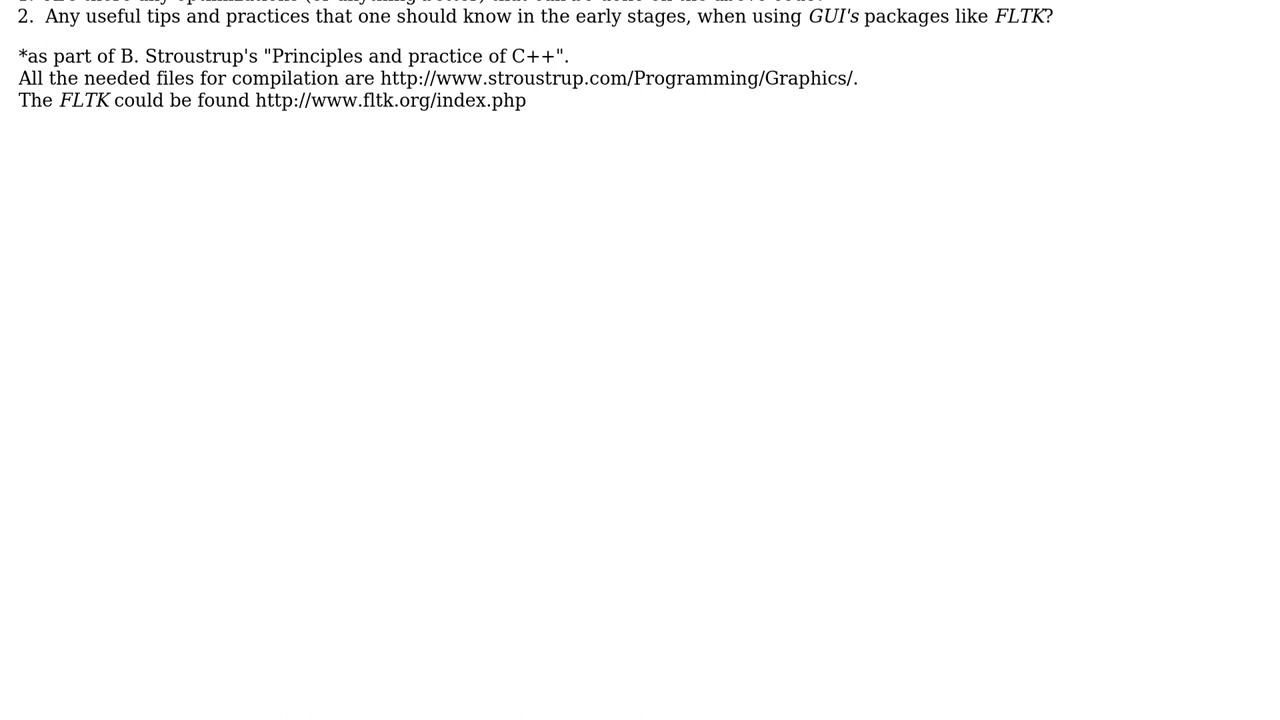 2. Any useful tips and practices that one should know in the early stages, when using GUI's packages like FLTK?
*as part of B. Stroustrup's "Principles and practice of C++".
All the needed files for compilation are http://www.stroustrup.com/Programming/Graphics/.
The FLTK could be found http://www.fltk.org/index.php